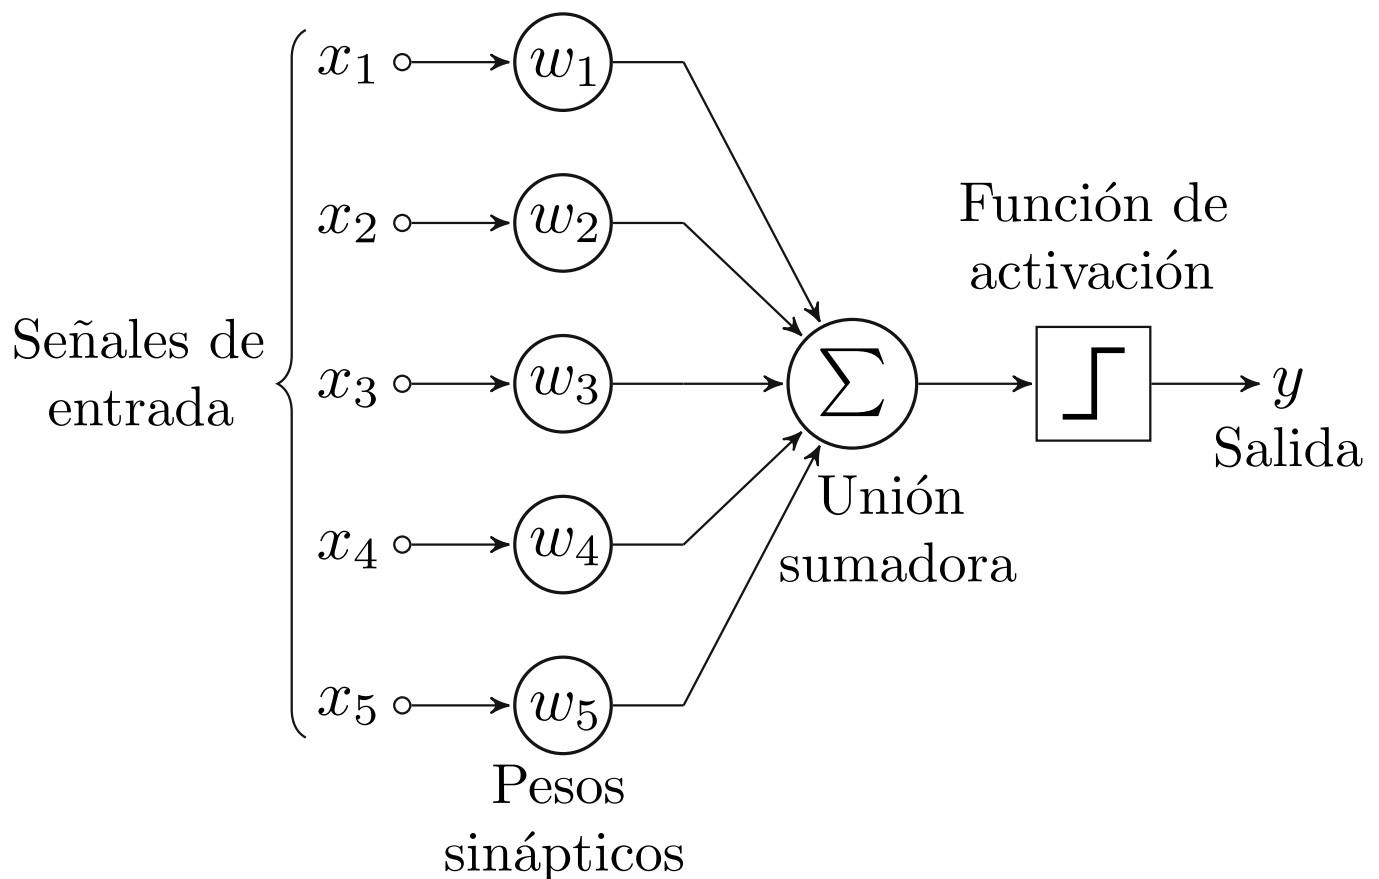 x₁ w₁
x₂ w₂
Función de
activación
Señales de
entrada
x₃ w₃ Σ y
Salida
Unión
sumadora
x₄ w₄
x₅ w₅
Pesos
sinápticos